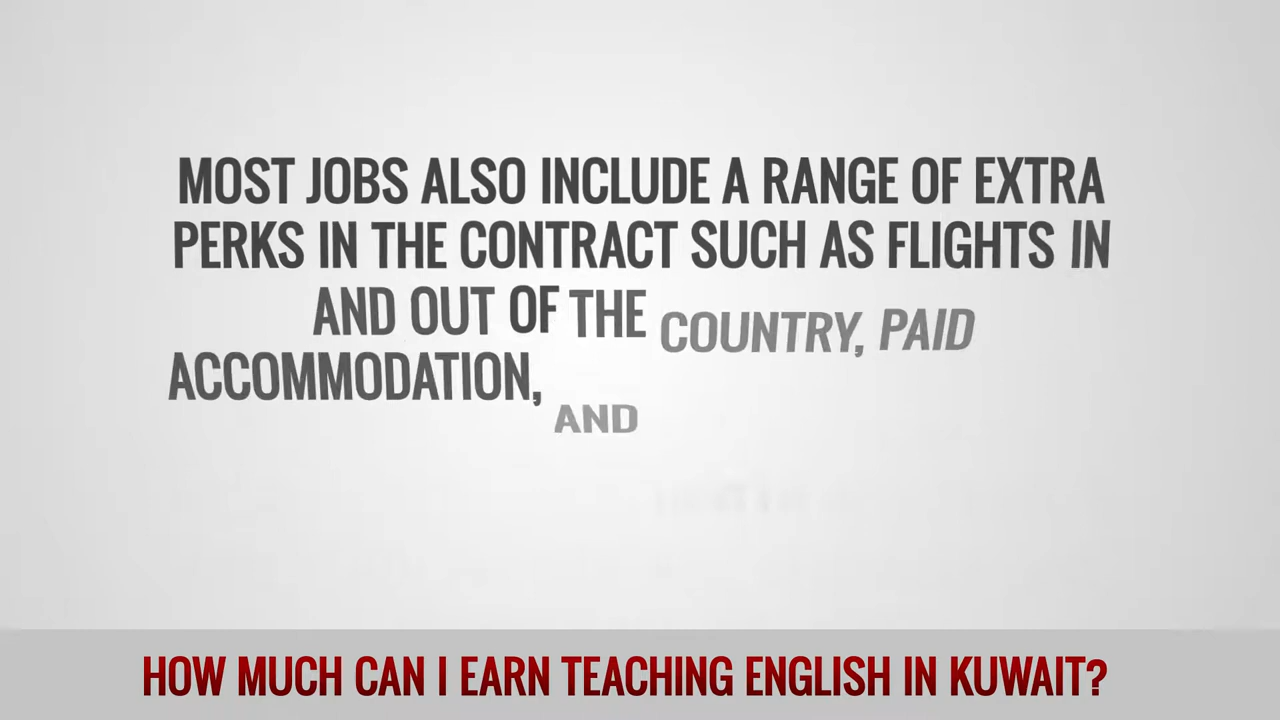 MOST JOBS ALSO INCLUDE A RANGE OF EXTRA
PERKS IN THE CONTRACT SUCH AS FLIGHTS IN
AND OUT OF THE COUNTRY, PAID
ACCOMMODATION, AND
HOW MUCH CAN I EARN TEACHING ENGLISH IN KUWAIT?